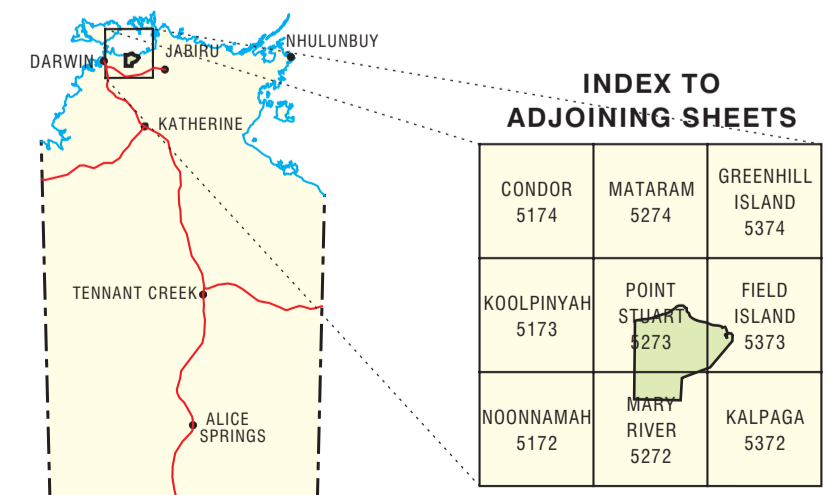 DARWIN
JABIRU
NHULUNBUY
KATHERINE
TENNANT CREEK
ALICE
SPRINGS
INDEX TO
ADJOINING SHEETS
CONDOR
5174
MATARAM
5274
GREENHILL
ISLAND
5374
KOOLPINYAH
5173
POINT
STUART
5273
FIELD
ISLAND
5373
NOONNAMAH
5172
MARY
RIVER
5272
KALPAGA
5372